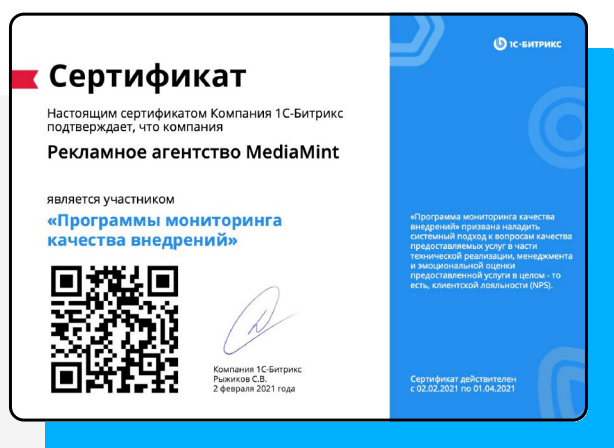 Сертификат
Настоящим сертификатом Компания 1С-Битрикс
подтверждает, что компания
Рекламное агентство MediaMint
является участником
«Программы мониторинга
качества внедрений»
Компания 1С-Битрикс
Рыжиков С.В.
2 февраля 2021 года
1С-БИТРИКС
«Программа мониторинга качества
внедрений» призвана наладить
системный подход к вопросам качества
предоставляемых услуг в части
технической реализации, менеджмента
и эмоциональной оценки
предоставленной услуги в целом - то
есть, клиентской лояльности (NPS).
Сертификат действителен
с 02.02.2021 по 01.04.2021